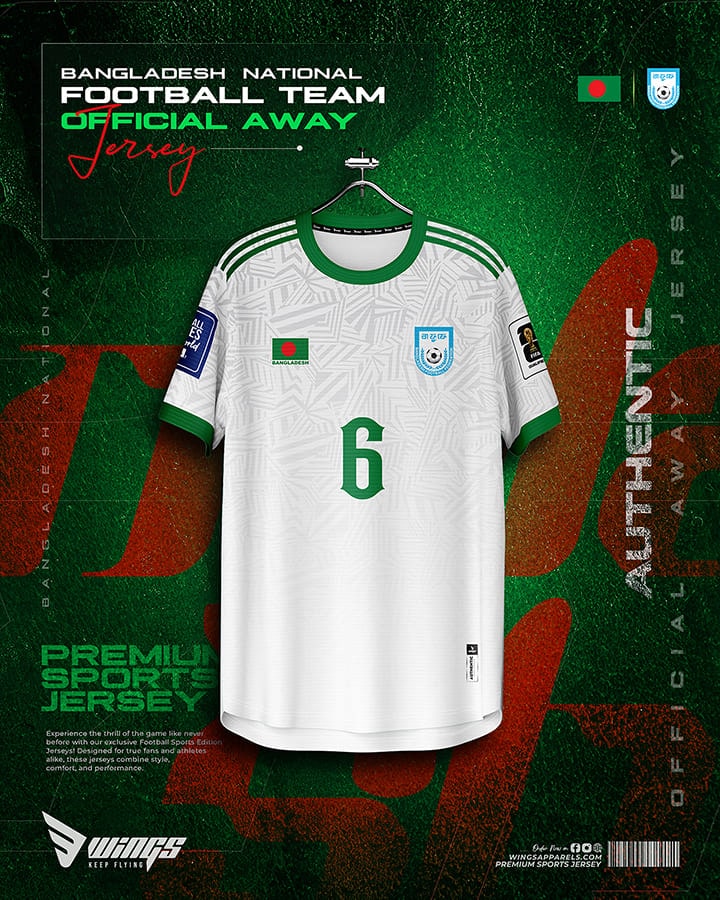 BANGLADESH NATIONAL
FOOTBALL TEAM
OFFICIAL AWAY
Jersey
BANGLADESH NATIONAL
AUTHENTIC
OFFICIAL AWAY JERSEY
BANGLADESH
6
AUTHENTIC
PREMIUM
SPORTS
JERSEY
Experience the thrill of the game like never
before with our exclusive Football Sports Edition
Jerseys! Designed for true fans and athletes
alike, these jerseys combine style,
comfort, and performance.
WINGS
KEEP FLYING
Order Now on
WINGSAPPARELS.COM
PREMIUM SPORTS JERSEY